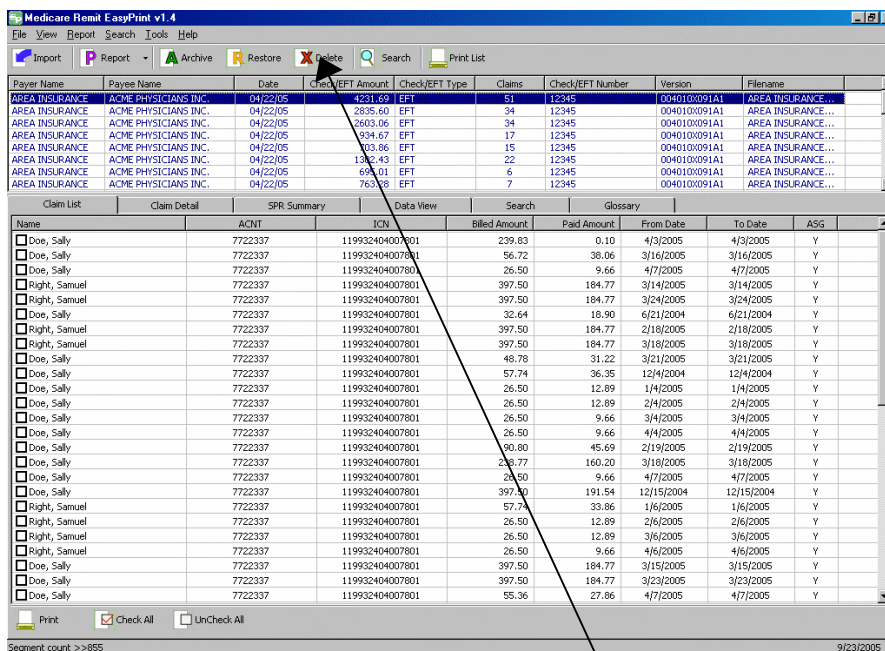 Medicare Remit EasyPrint v1.4
File View Report Search Tools Help
Import Report Archive Restore Delete Search Print List
Payer Name Payee Name Date Check/EFT Amount Check/EFT Type Claims Check/EFT Number Version Filename
AREA INSURANCE ACME PHYSICIANS INC. 04/22/05 4231.69 EFT 51 12345 004010X091A1 AREA INSURANCE...
AREA INSURANCE ACME PHYSICIANS INC. 04/22/05 2835.60 EFT 34 12345 004010X091A1 AREA INSURANCE...
AREA INSURANCE ACME PHYSICIANS INC. 04/22/05 2603.06 EFT 34 12345 004010X091A1 AREA INSURANCE...
AREA INSURANCE ACME PHYSICIANS INC. 04/22/05 934.67 EFT 17 12345 004010X091A1 AREA INSURANCE...
AREA INSURANCE ACME PHYSICIANS INC. 04/22/05 703.86 EFT 15 12345 004010X091A1 AREA INSURANCE...
AREA INSURANCE ACME PHYSICIANS INC. 04/22/05 EFT 22 12345 004010X091A1 AREA INSURANCE...
AREA INSURANCE ACME PHYSICIANS INC. 04/22/05 695.01 EFT 6 12345 004010X091A1 AREA INSURANCE...
AREA INSURANCE ACME PHYSICIANS INC. 04/22/05 763.28 EFT 7 12345 004010X091A1 AREA INSURANCE...
Claim List Claim Detail SPR Summary Data View Search Glossary
Name ACNT ICN Billed Amount Paid Amount From Date To Date ASG
Doe, Sally 7722337 119932404007801 239.83 0.10 4/3/2005 4/3/2005 Y
Doe, Sally 7722337 119932404007801 56.72 38.06 3/16/2005 3/16/2005 Y
Doe, Sally 7722337 119932404007801 26.50 9.66 4/7/2005 4/7/2005 Y
Right, Samuel 7722337 119932404007801 397.50 184.77 3/14/2005 3/14/2005 Y
Right, Samuel 7722337 119932404007801 397.50 184.77 3/24/2005 3/24/2005 Y
Doe, Sally 7722337 119932404007801 32.64 18.90 6/21/2004 6/21/2004 Y
Right, Samuel 7722337 119932404007801 397.50 184.77 2/18/2005 2/18/2005 Y
Right, Samuel 7722337 119932404007801 397.50 184.77 3/18/2005 3/18/2005 Y
Doe, Sally 7722337 119932404007801 48.78 31.22 3/21/2005 3/21/2005 Y
Doe, Sally 7722337 119932404007801 57.74 36.35 12/4/2004 12/4/2004 Y
Doe, Sally 7722337 119932404007801 26.50 12.89 1/4/2005 1/4/2005 Y
Doe, Sally 7722337 119932404007801 26.50 12.89 2/4/2005 2/4/2005 Y
Doe, Sally 7722337 119932404007801 26.50 9.66 3/4/2005 3/4/2005 Y
Doe, Sally 7722337 119932404007801 26.50 9.66 4/4/2005 4/4/2005 Y
Doe, Sally 7722337 119932404007801 90.80 45.69 2/19/2005 2/19/2005 Y
Doe, Sally 7722337 119932404007801 238.77 160.20 3/18/2005 3/18/2005 Y
Doe, Sally 7722337 119932404007801 26.50 9.66 4/7/2005 4/7/2005 Y
Doe, Sally 7722337 119932404007801 397.50 191.54 12/15/2004 12/15/2004 Y
Right, Samuel 7722337 119932404007801 57.74 33.86 1/6/2005 1/6/2005 Y
Right, Samuel 7722337 119932404007801 26.50 12.89 2/6/2005 2/6/2005 Y
Right, Samuel 7722337 119932404007801 26.50 12.89 3/6/2005 3/6/2005 Y
Right, Samuel 7722337 119932404007801 26.50 9.66 4/6/2005 4/6/2005 Y
Doe, Sally 7722337 119932404007801 397.50 184.77 3/15/2005 3/15/2005 Y
Doe, Sally 7722337 119932404007801 397.50 184.77 3/23/2005 3/23/2005 Y
Doe, Sally 7722337 119932404007801 55.36 27.86 4/7/2005 4/7/2005 Y
Print Check All UnCheck All
Segment count >>855 9/23/2005